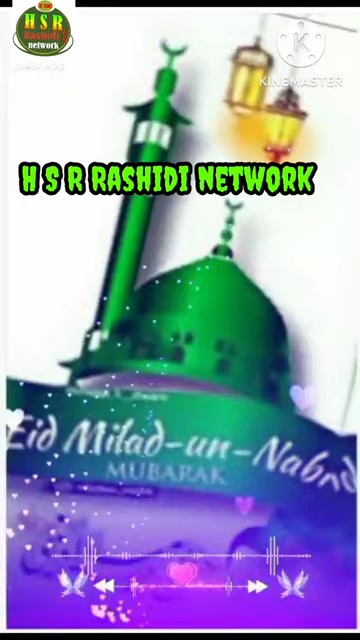 H S R
Rashidi
network
KINEMASTER
H S R RASHIDI NETWORK
Eid Milad-un-Nabi
MUBARAK